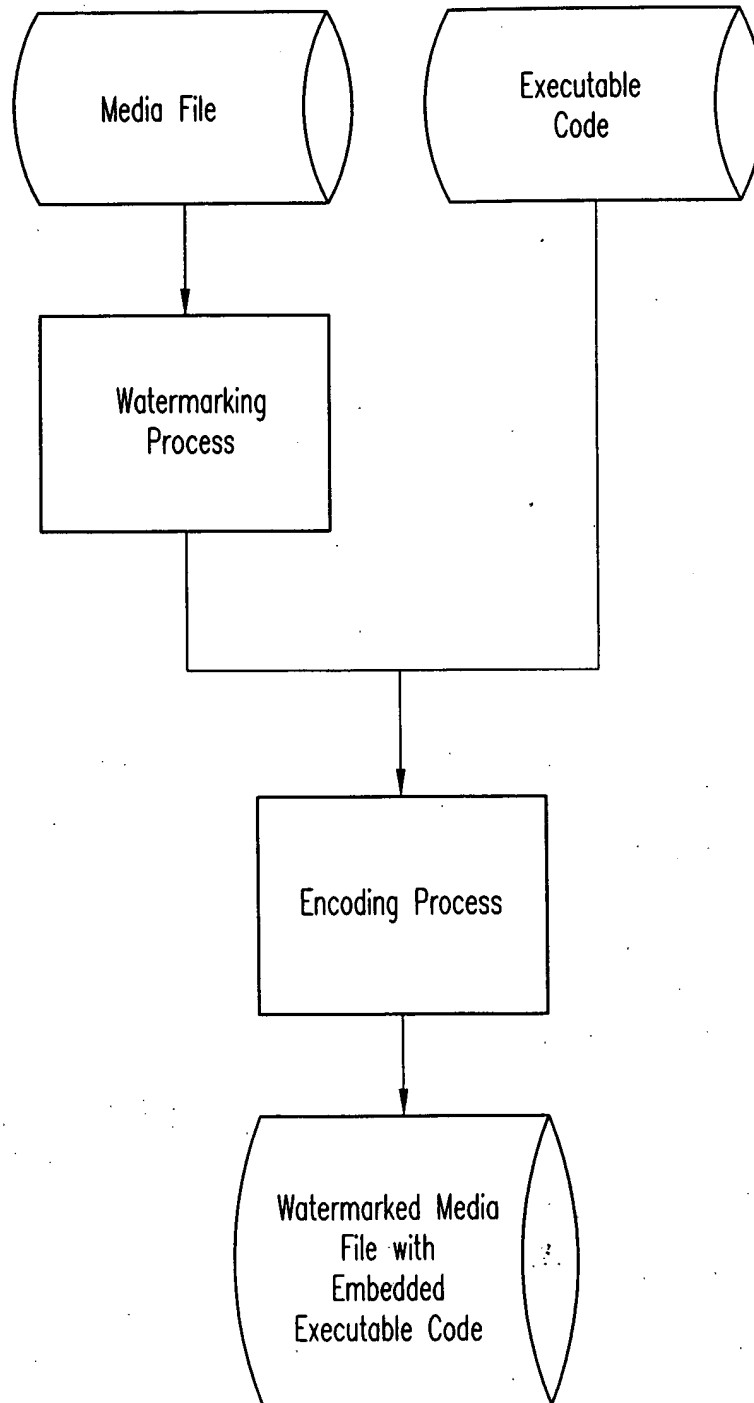 Media File
Executable
Code
Watermarking
Process
Encoding Process
Watermarked Media
File with
Embedded
Executable Code